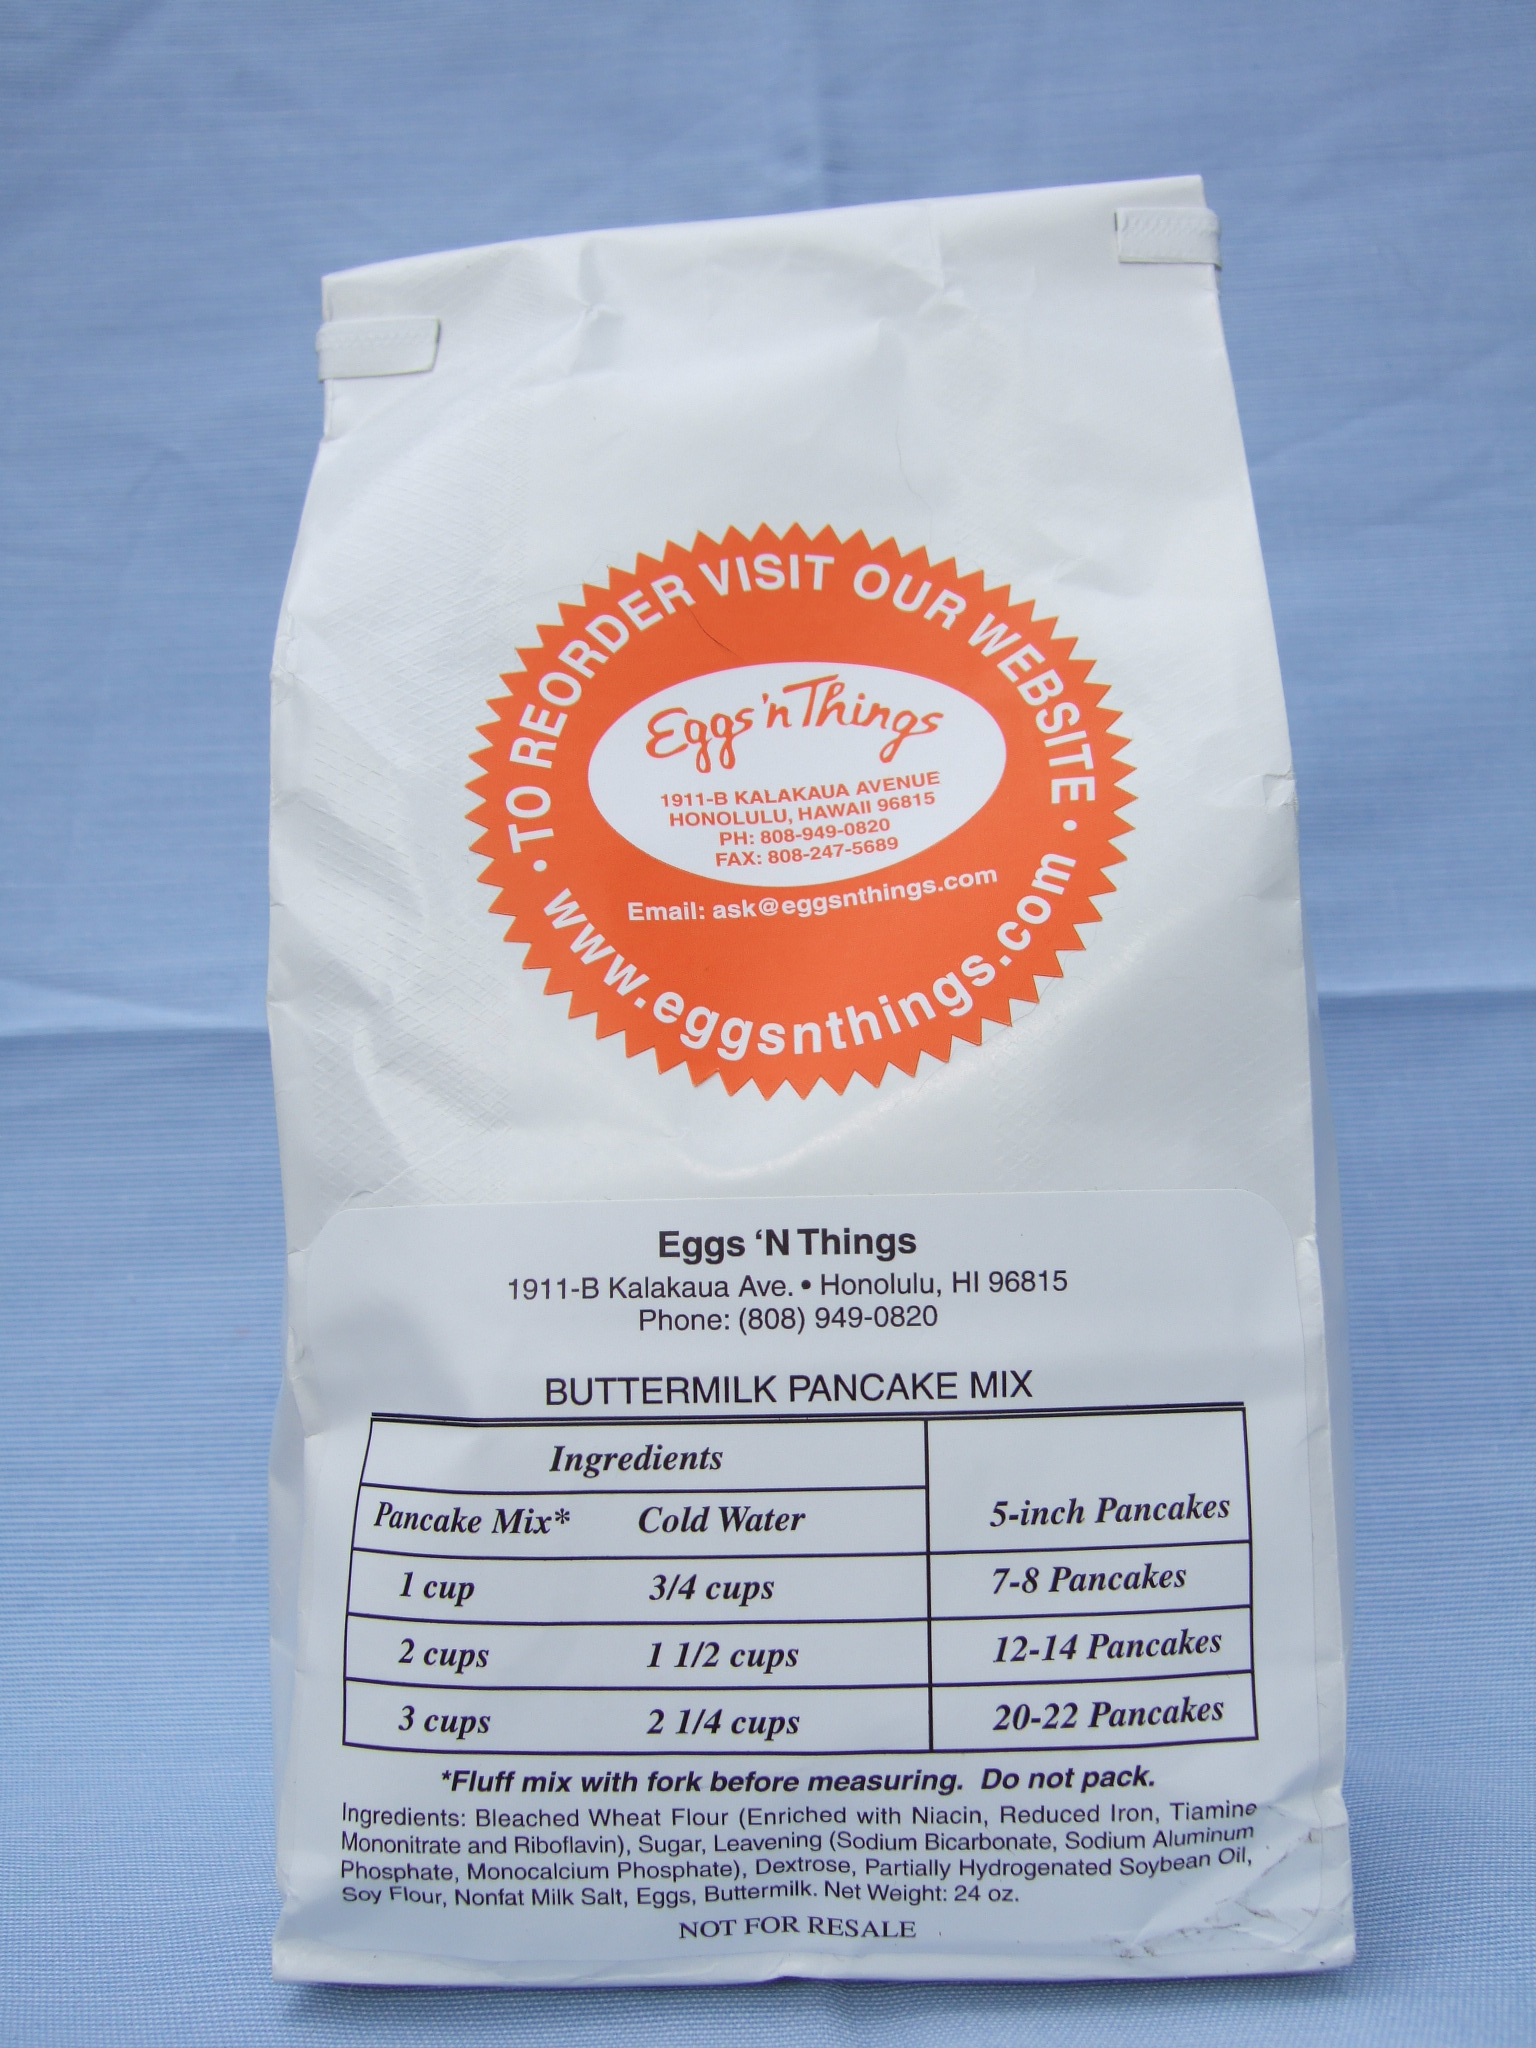 • TO REORDER VISIT OUR WEBSITE •
Eggs 'n Things
1911-B KALAKAUA AVENUE
HONOLULU, HAWAII 96815
PH: 808-949-0820
FAX: 808-247-5689
Email: ask@eggsnthings.com
www.eggsnthings.com
Eggs 'N Things
1911-B Kalakaua Ave. • Honolulu, HI 96815
Phone: (808) 949-0820
BUTTERMILK PANCAKE MIX
Ingredients
Pancake Mix* Cold Water 5-inch Pancakes
1 cup 3/4 cups 7-8 Pancakes
2 cups 1 1/2 cups 12-14 Pancakes
3 cups 2 1/4 cups 20-22 Pancakes
*Fluff mix with fork before measuring. Do not pack.
Ingredients: Bleached Wheat Flour (Enriched with Niacin, Reduced Iron, Tiamine
Mononitrate and Riboflavin), Sugar, Leavening (Sodium Bicarbonate, Sodium Aluminum
Phosphate, Monocalcium Phosphate), Dextrose, Partially Hydrogenated Soybean Oil,
Soy Flour, Nonfat Milk Salt, Eggs, Buttermilk. Net Weight: 24 oz.
NOT FOR RESALE